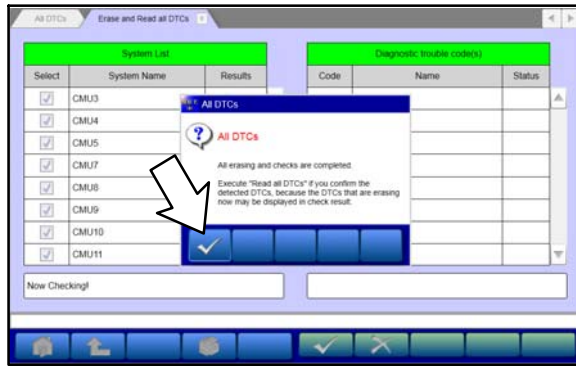 All DTCs
Erase and Read all DTCs
System List
Diagnostic trouble code(s)
Select
System Name
Results
Code
Name
Status
CMU3
CMU4
CMU5
CMU7
CMU8
CMU9
CMU10
CMU11
All DTCs
All DTCs
All erasing and checks are completed.
Execute "Read all DTCs" if you confirm the
detected DTCs, because the DTCs that are erasing
now may be displayed in check result.
Now Checking!